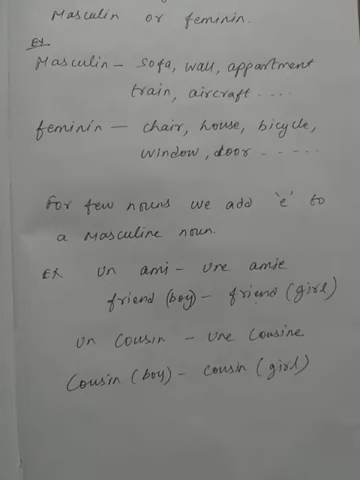 Masculin or feminin.
Ex
Masculin - sofa, wall, appartment
train, aircraft ....
feminin - chair, house, bicycle,
window, door .....
For few nouns we add 'e' to
a masculine noun.
Ex un ami - une amie
friend (boy) - friend (girl)
un cousin - une cousine
cousin (boy) - cousin (girl)